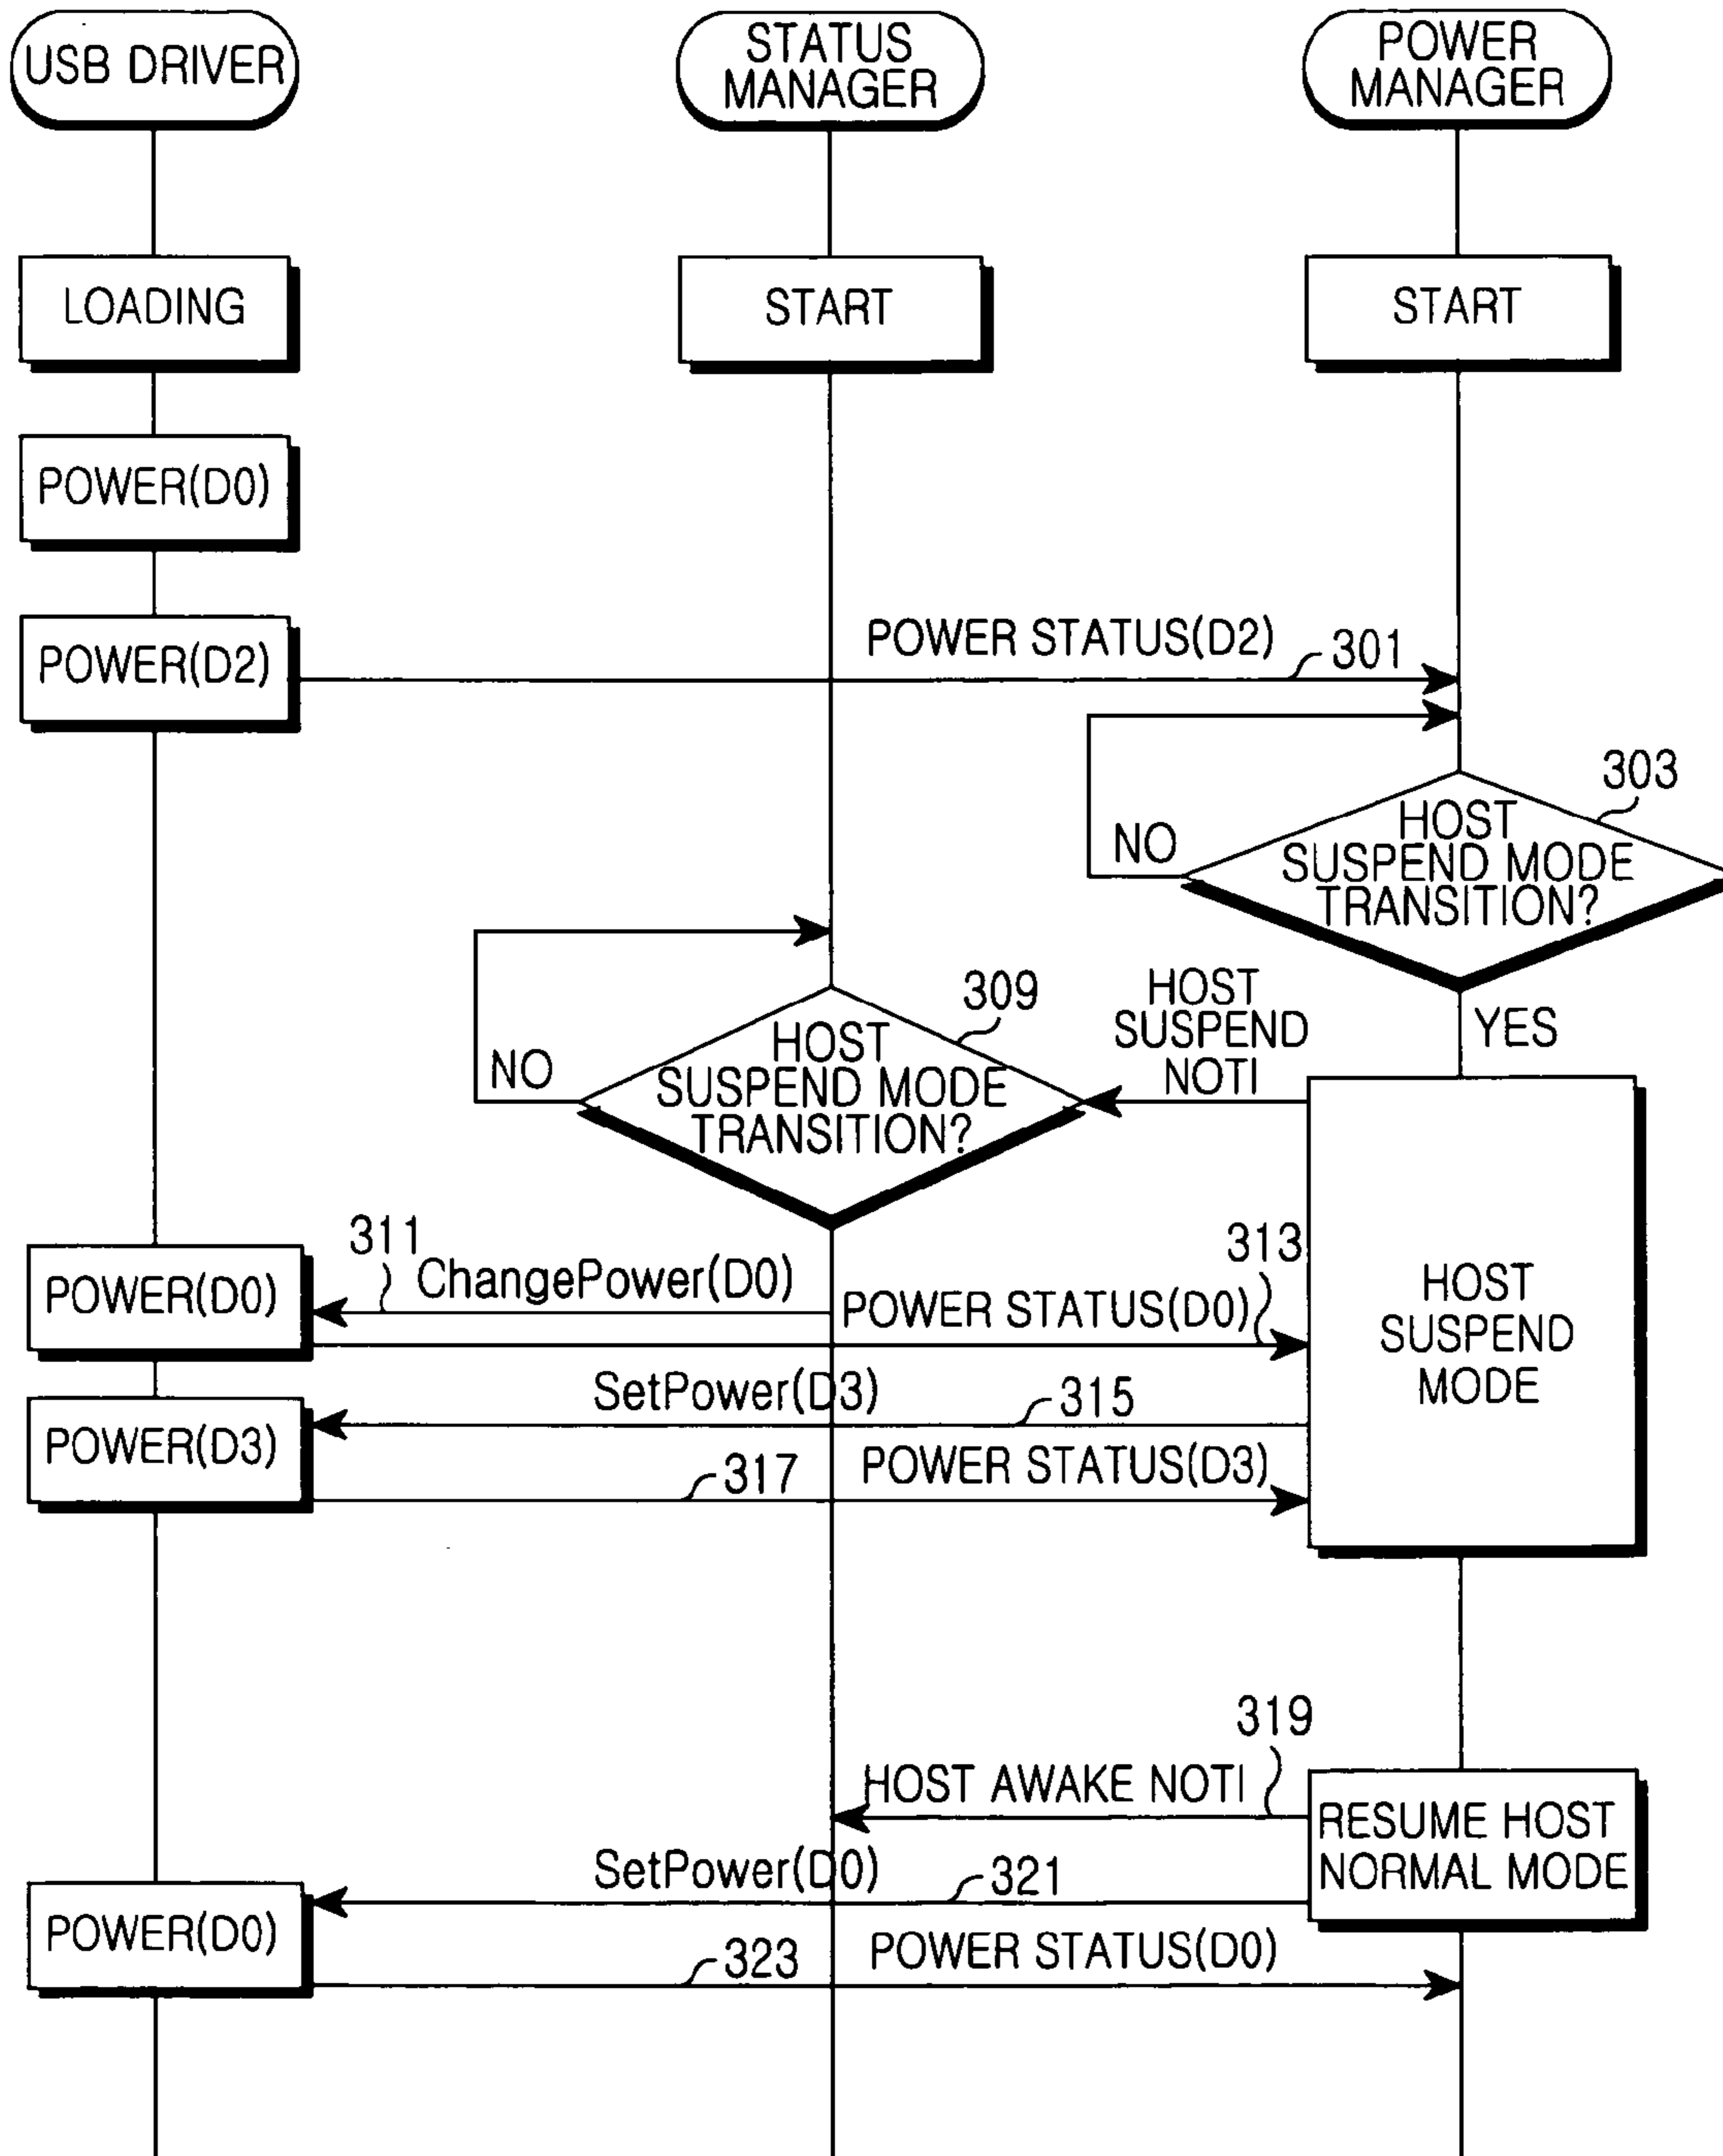 USB DRIVER
STATUS
MANAGER
POWER
MANAGER
LOADING
START
START
POWER(D0)
POWER(D2)
POWER STATUS(D2)
301
303
HOST
SUSPEND MODE
TRANSITION?
NO
YES
309
HOST
SUSPEND MODE
TRANSITION?
NO
HOST
SUSPEND
NOTI
HOST
SUSPEND
MODE
POWER(D0)
311
ChangePower(D0)
313
POWER STATUS(D0)
POWER(D3)
SetPower(D3)
315
317
POWER STATUS(D3)
319
HOST AWAKE NOTI
RESUME HOST
NORMAL MODE
SetPower(D0)
321
POWER(D0)
323
POWER STATUS(D0)